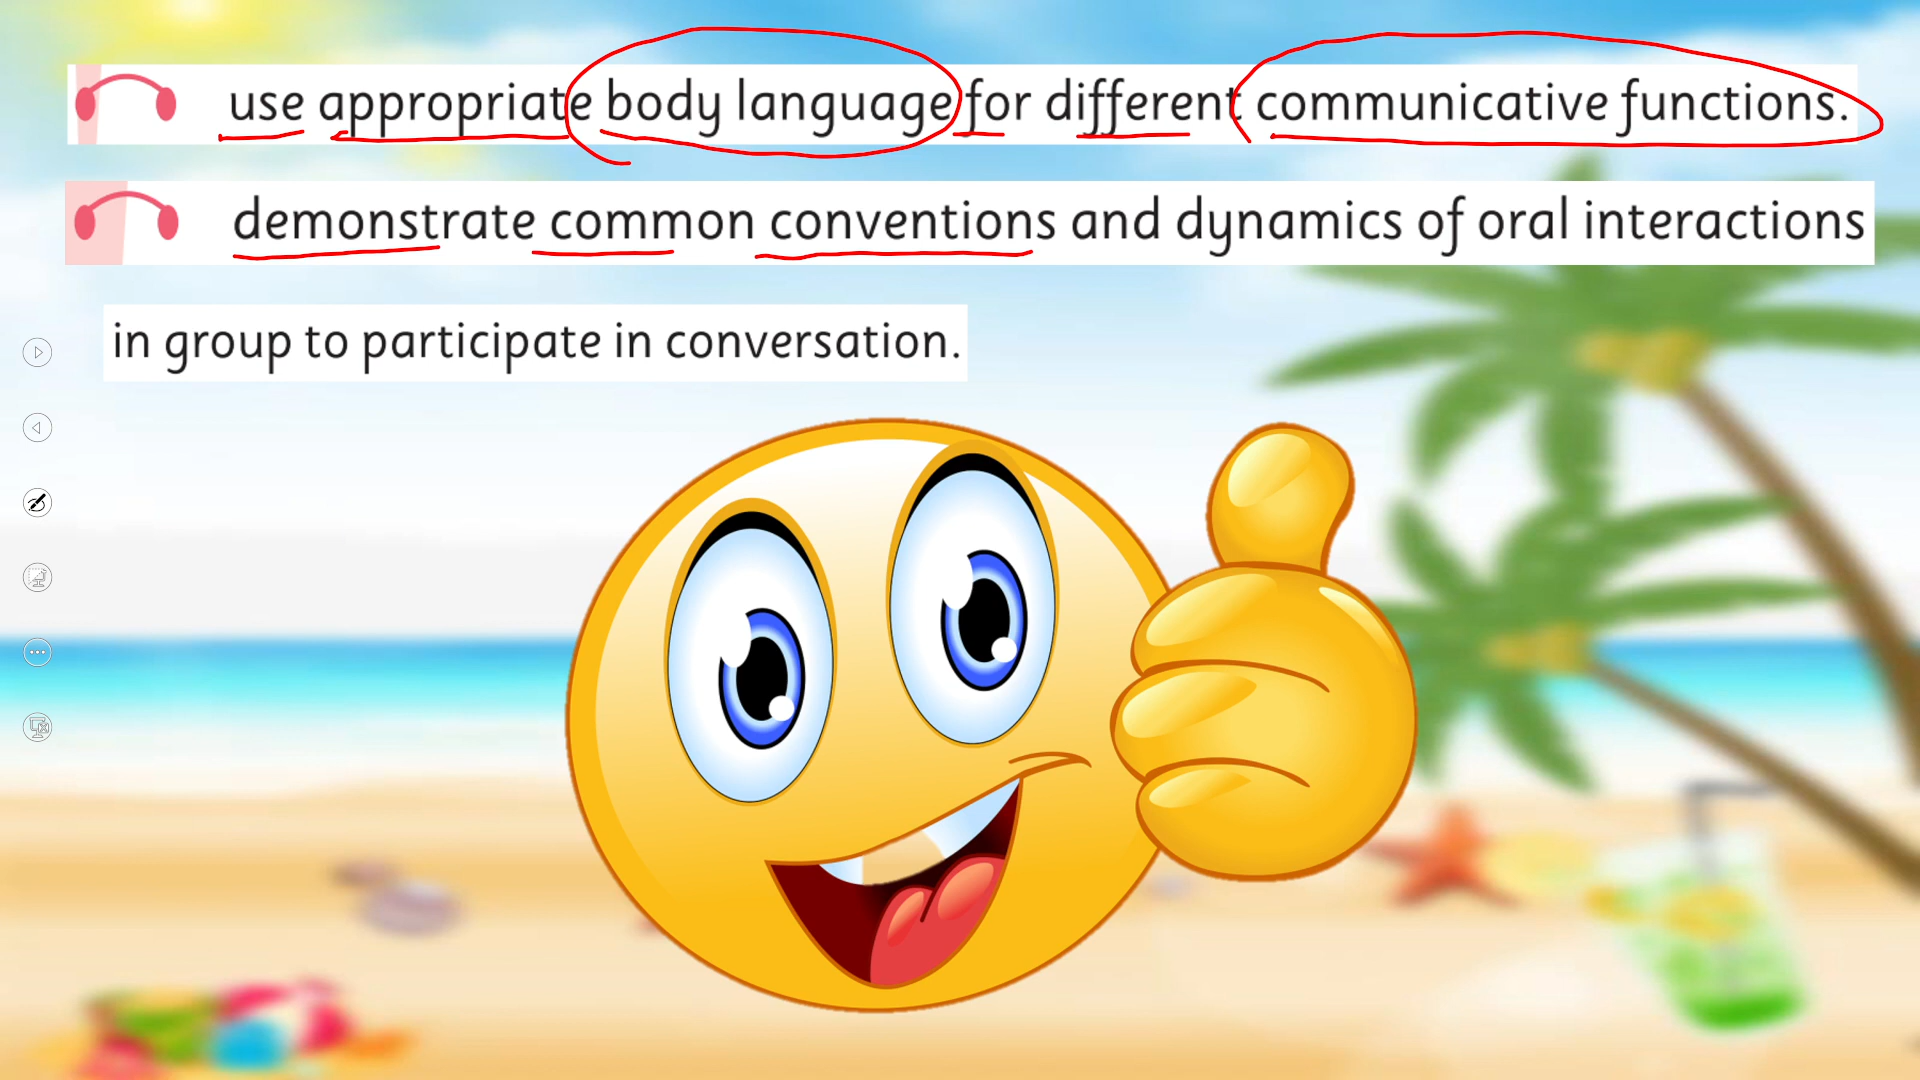 use appropriate body language for different communicative functions.
demonstrate common conventions and dynamics of oral interactions
in group to participate in conversation.